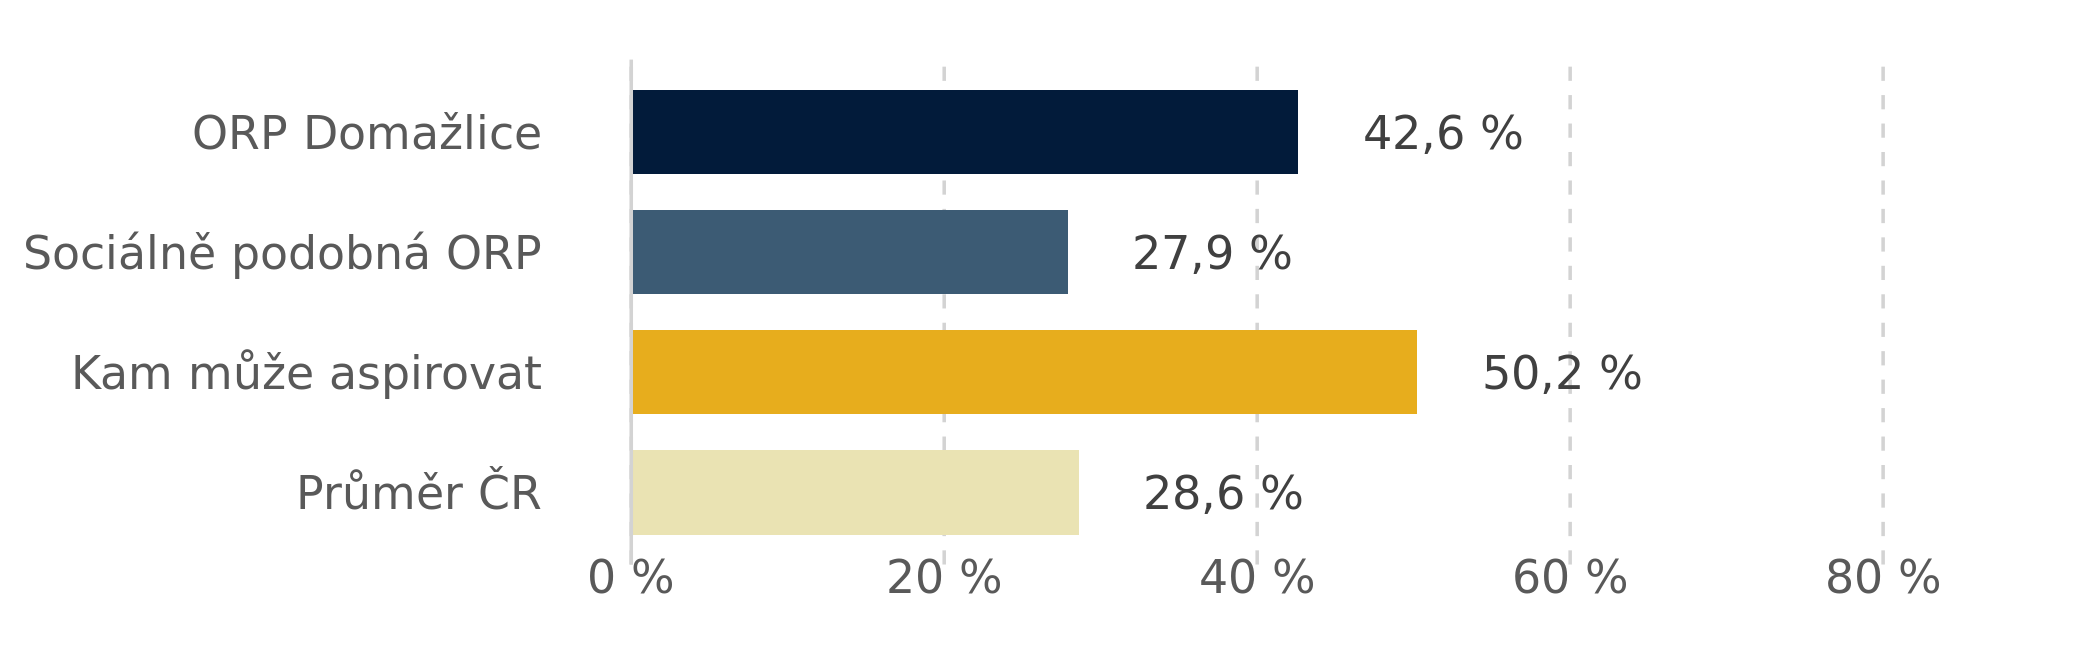 ORP Domažlice 42,6 %
Sociálně podobná ORP 27,9 %
Kam může aspirovat 50,2 %
Průměr ČR 28,6 %
0 % 20 % 40 % 60 % 80 %